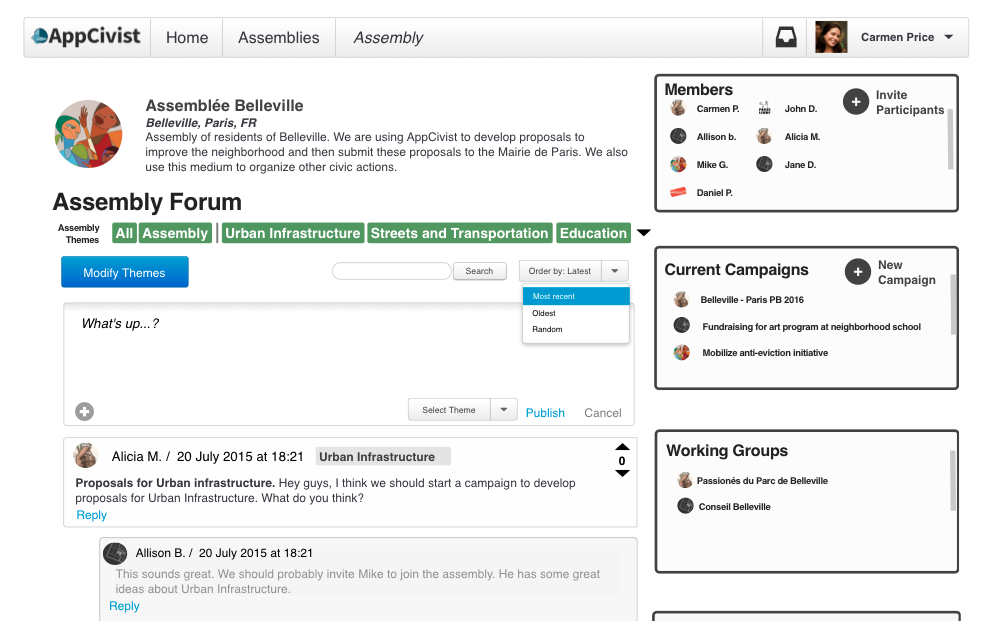 AppCivist
Home
Assemblies
Assembly
Carmen Price
Assemblée Belleville
Belleville, Paris, FR
Assembly of residents of Belleville. We are using AppCivist to develop proposals to
improve the neighborhood and then submit these proposals to the Mairie de Paris. We also
use this medium to organize other civic actions.
Assembly Forum
Assembly
Themes
All
Assembly
Urban Infrastructure
Streets and Transportation
Education
Modify Themes
Search
Order by: Latest
Most recent
Oldest
Random
What's up...?
Select Theme
Publish
Cancel
Alicia M. / 20 July 2015 at 18:21
Urban Infrastructure
0
Proposals for Urban infrastructure. Hey guys, I think we should start a campaign to develop
proposals for Urban Infrastructure. What do you think?
Reply
Allison B. / 20 July 2015 at 18:21
This sounds great. We should probably invite Mike to join the assembly. He has some great
ideas about Urban Infrastructure.
Reply
Members
Invite
Participants
Carmen P.
John D.
Allison b.
Alicia M.
Mike G.
Jane D.
Daniel P.
Current Campaigns
New
Campaign
Belleville - Paris PB 2016
Fundraising for art program at neighborhood school
Mobilize anti-eviction initiative
Working Groups
Passionés du Parc de Belleville
Conseil Belleville